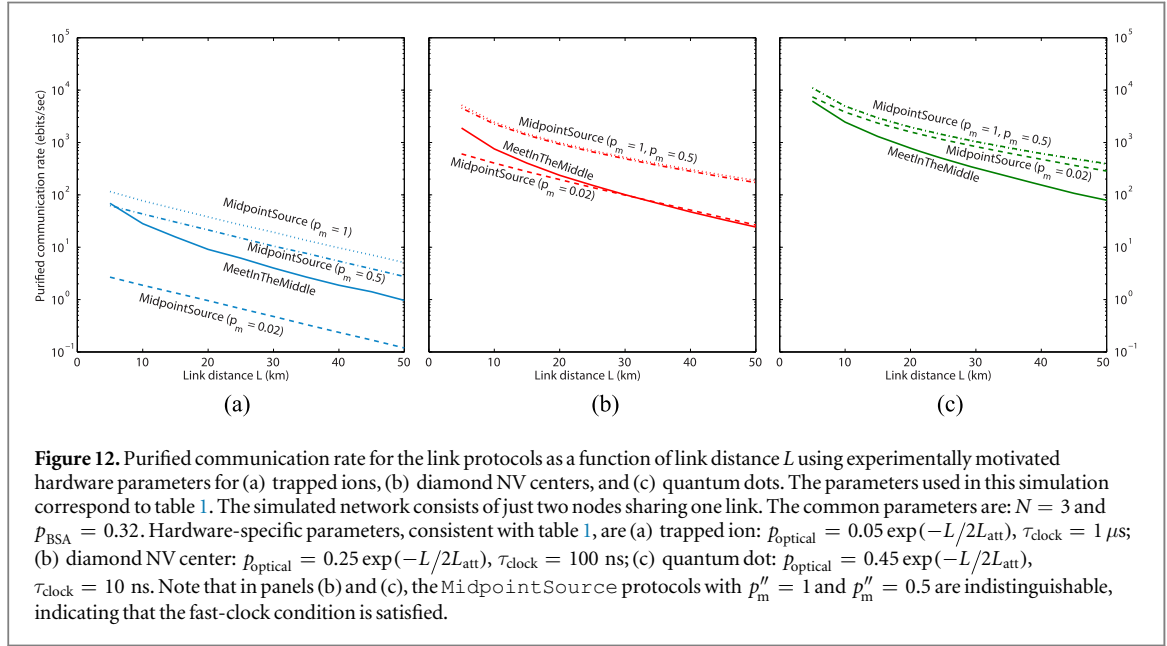 Purified communication rate (ebits/sec)
10^5
10^4
10^3
10^2
10^1
10^0
10^-1
MidpointSource (p_m = 1)
MidpointSource (p_m = 0.5)
MeetInTheMiddle
MidpointSource (p_m = 0.02)
0 10 20 30 40 50
Link distance L (km)
(a)
MidpointSource (p_m = 1, p_m = 0.5)
MeetInTheMiddle
MidpointSource (p_m = 0.02)
0 10 20 30 40 50
Link distance L (km)
(b)
MidpointSource (p_m = 1, p_m = 0.5)
MidpointSource (p_m = 0.02)
MeetInTheMiddle
10^5
10^4
10^3
10^2
10^1
10^0
10^-1
0 10 20 30 40 50
Link distance L (km)
(c)
Figure 12. Purified communication rate for the link protocols as a function of link distance L using experimentally motivated
hardware parameters for (a) trapped ions, (b) diamond NV centers, and (c) quantum dots. The parameters used in this simulation
correspond to table 1. The simulated network consists of just two nodes sharing one link. The common parameters are: N = 3 and
p_BSA = 0.32. Hardware-specific parameters, consistent with table 1, are (a) trapped ion: p_optical = 0.05 exp(−L/2L_att), τ_clock = 1 μs;
(b) diamond NV center: p_optical = 0.25 exp(−L/2L_att), τ_clock = 100 ns; (c) quantum dot: p_optical = 0.45 exp(−L/2L_att),
τ_clock = 10 ns. Note that in panels (b) and (c), the MidpointSource protocols with p″_m = 1 and p″_m = 0.5 are indistinguishable,
indicating that the fast-clock condition is satisfied.